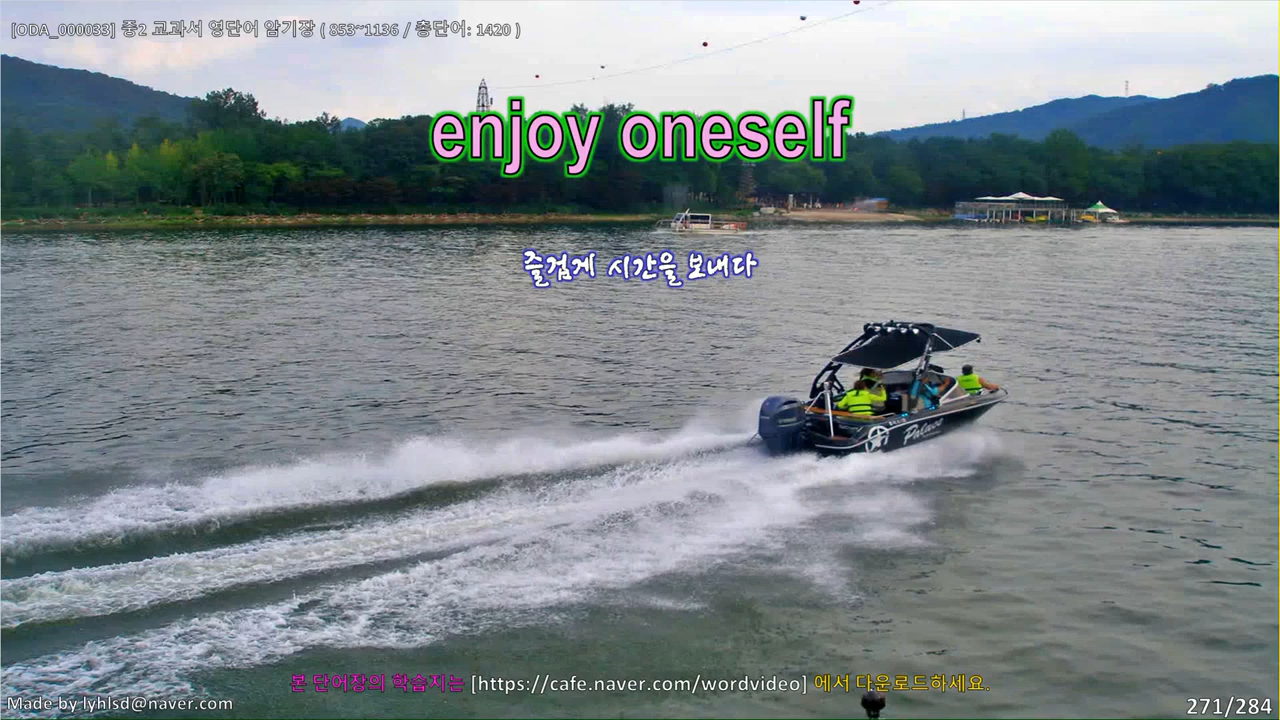 [ODA_000033] 중2 교과서 영단어 암기장 ( 853~1136 / 총단어: 1420 )
enjoy oneself
즐겁게 시간을 보내다
Palace
본 단어장의 학습지는 [https://cafe.naver.com/wordvideo] 에서 다운로드하세요.
Made by lyhlsd@naver.com
271/284